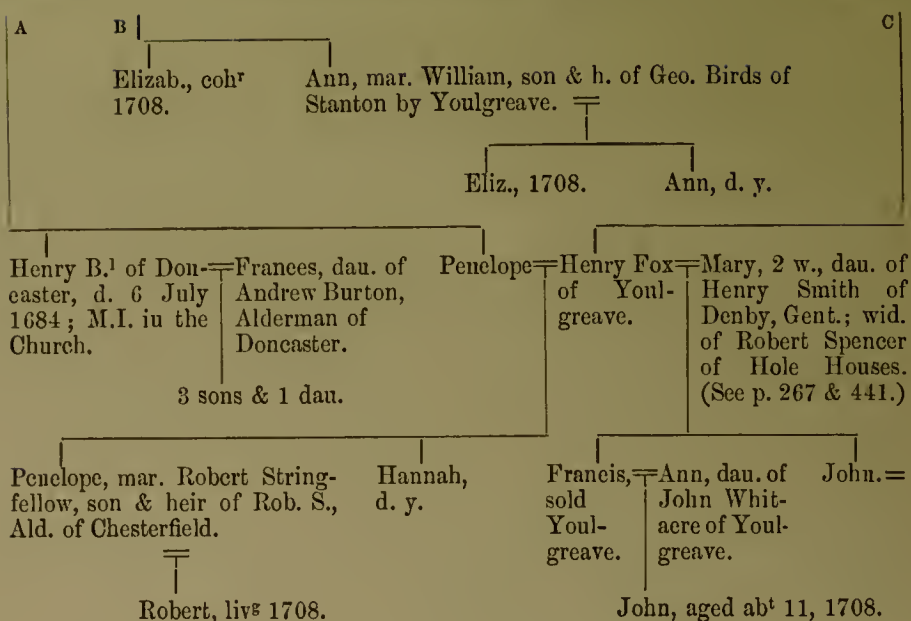 A
B
C
Elizab., cohʳ
1708.
Ann, mar. William, son & h. of Geo. Birds of
Stanton by Youlgreave.
Eliz., 1708.
Ann, d. y.
Henry B.¹ of Don-
caster, d. 6 July
1684; M.I. in the
Church.
Frances, dau. of
Andrew Burton,
Alderman of
Doncaster.
3 sons & 1 dau.
Penelope
Henry Fox
of Youl-
greave.
Mary, 2 w., dau. of
Henry Smith of
Denby, Gent.; wid.
of Robert Spencer
of Hole Houses.
(See p. 267 & 441.)
Penelope, mar. Robert String-
fellow, son & heir of Rob. S.,
Ald. of Chesterfield.
Hannah,
d. y.
Francis,
sold
Youl-
greave.
Ann, dau. of
John Whit-
acre of Youl-
greave.
John.=
Robert, livᵍ 1708.
John, aged abᵗ 11, 1708.